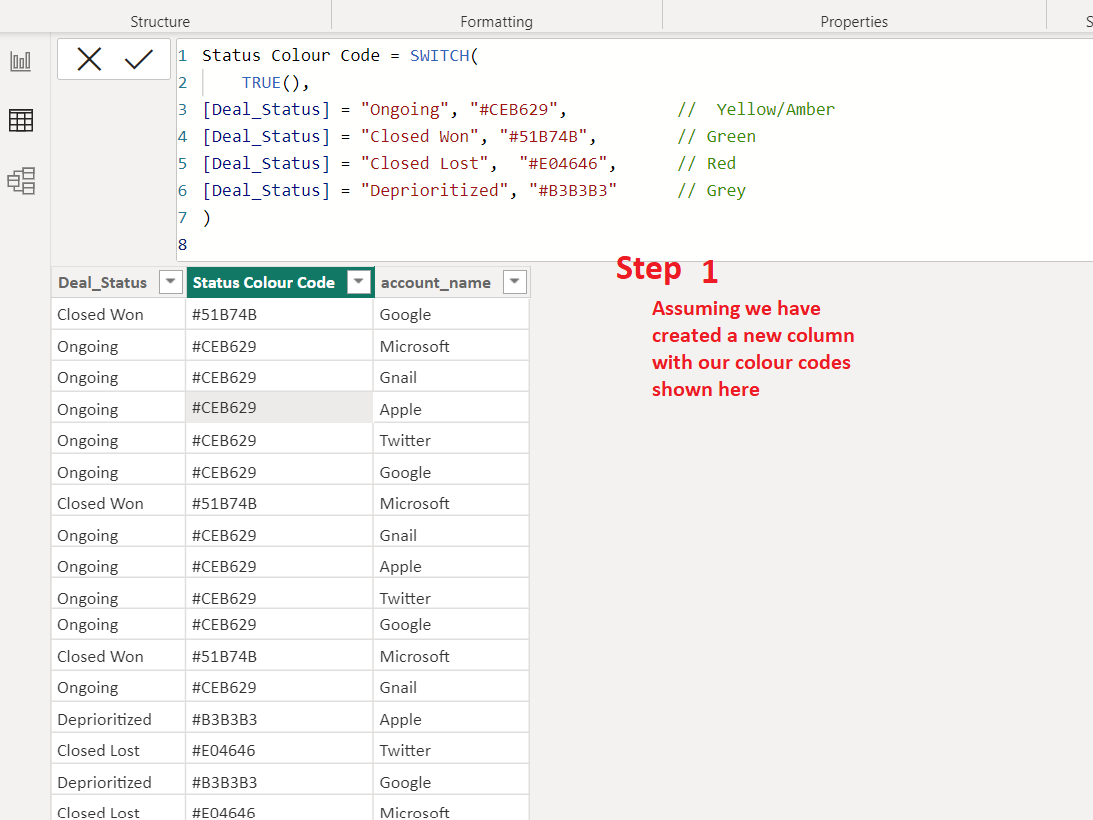 Structure Formatting Properties S
1 Status Colour Code = SWITCH(
2 TRUE(),
3 [Deal_Status] = "Ongoing", "#CEB629", // Yellow/Amber
4 [Deal_Status] = "Closed Won", "#51B74B", // Green
5 [Deal_Status] = "Closed Lost", "#E04646", // Red
6 [Deal_Status] = "Deprioritized", "#B3B3B3" // Grey
7 )
8
Step 1
Assuming we have
created a new column
with our colour codes
shown here
Deal_Status Status Colour Code account_name
Closed Won #51B74B Google
Ongoing #CEB629 Microsoft
Ongoing #CEB629 Gnail
Ongoing #CEB629 Apple
Ongoing #CEB629 Twitter
Ongoing #CEB629 Google
Closed Won #51B74B Microsoft
Ongoing #CEB629 Gnail
Ongoing #CEB629 Apple
Ongoing #CEB629 Twitter
Ongoing #CEB629 Google
Closed Won #51B74B Microsoft
Ongoing #CEB629 Gnail
Deprioritized #B3B3B3 Apple
Closed Lost #E04646 Twitter
Deprioritized #B3B3B3 Google
Closed Lost #E04646 Microsoft